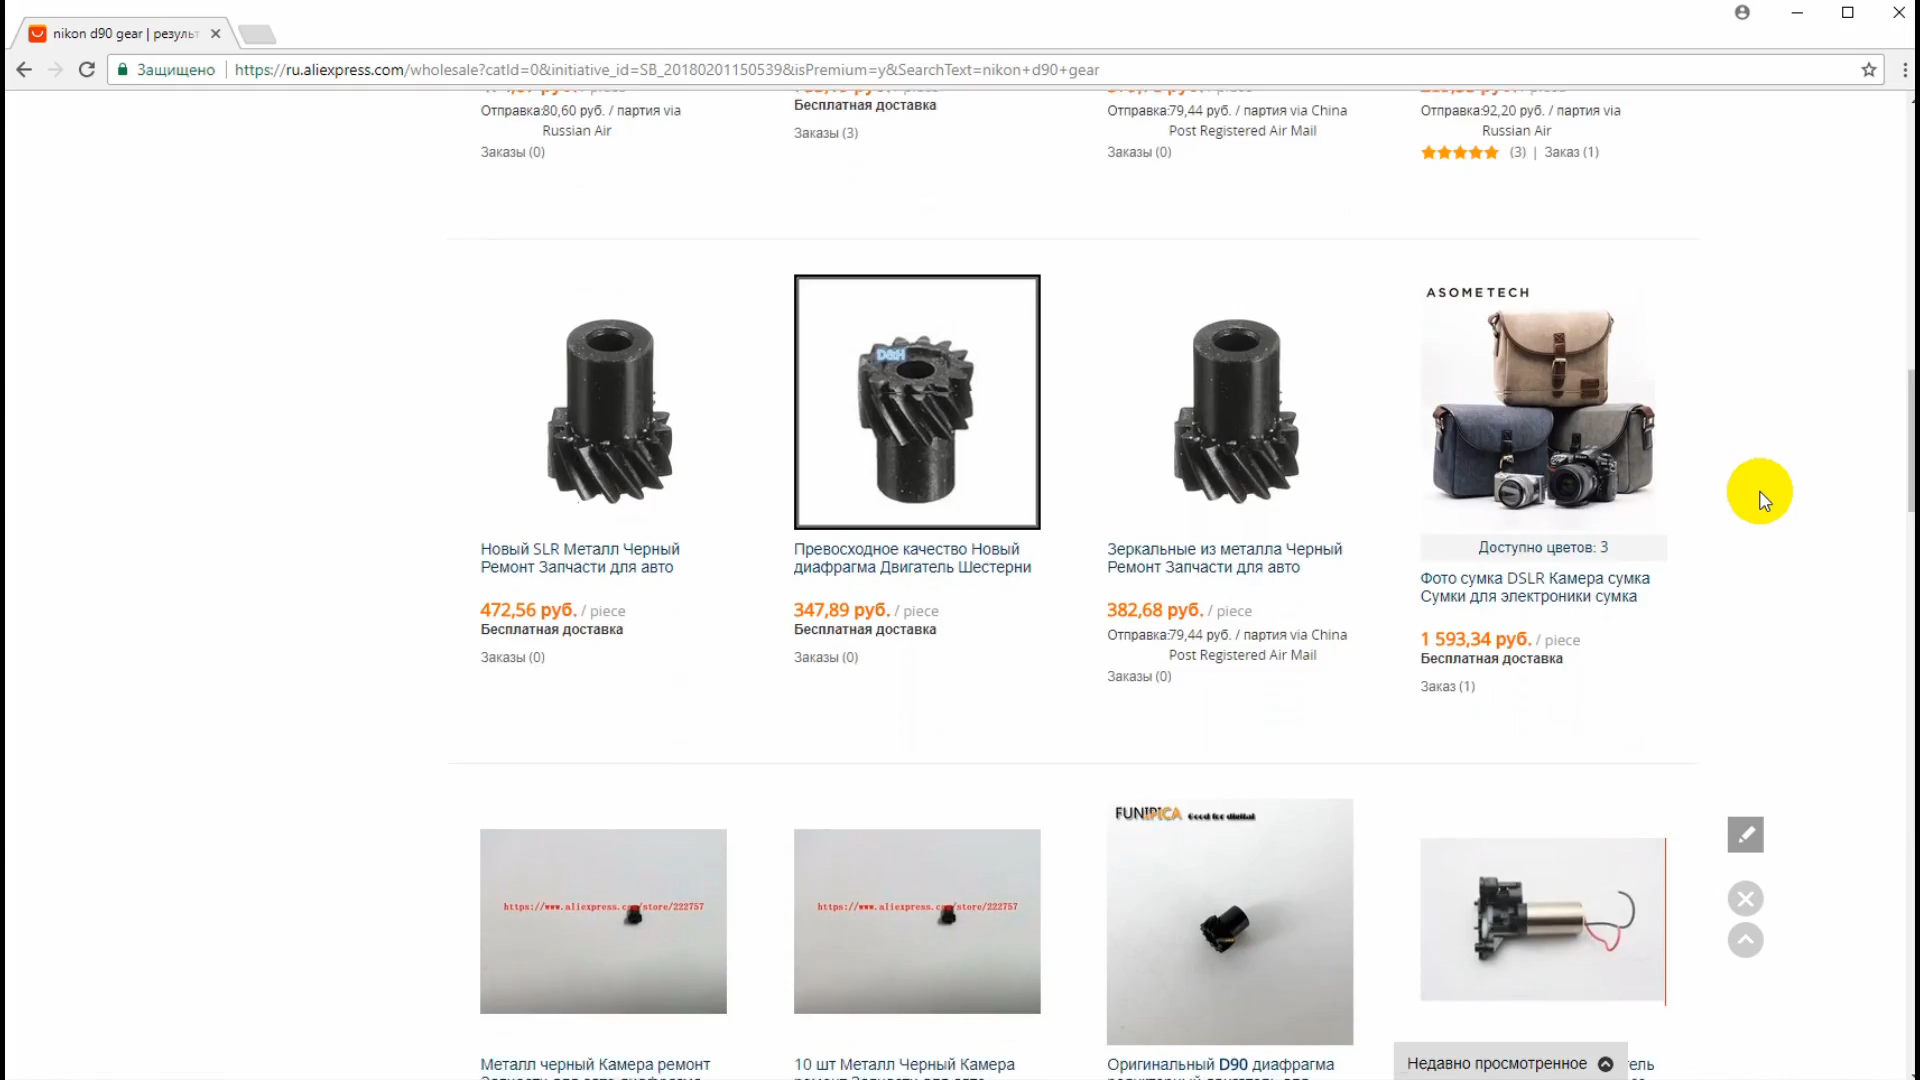 nikon d90 gear | резуль
Защищено
https://ru.aliexpress.com/wholesale?catId=0&initiative_id=SB_20180201150539&isPremium=y&SearchText=nikon+d90+gear
Отправка:80,60 руб. / партия via
Russian Air
Заказы (0)
Бесплатная доставка
Заказы (3)
Отправка:79,44 руб. / партия via China
Post Registered Air Mail
Заказы (0)
Отправка:92,20 руб. / партия via
Russian Air
(3) | Заказ (1)
D&H
ASOMETECH
Новый SLR Металл Черный
Ремонт Запчасти для авто
472,56 руб. / piece
Бесплатная доставка
Заказы (0)
Превосходное качество Новый
диафрагма Двигатель Шестерни
347,89 руб. / piece
Бесплатная доставка
Заказы (0)
Зеркальные из металла Черный
Ремонт Запчасти для авто
382,68 руб. / piece
Отправка:79,44 руб. / партия via China
Post Registered Air Mail
Заказы (0)
Доступно цветов: 3
Фото сумка DSLR Камера сумка
Сумки для электроники сумка
1 593,34 руб. / piece
Бесплатная доставка
Заказ (1)
https://www.aliexpress.com/store/222757
https://www.aliexpress.com/store/222757
FUNIPICA Good for digital
Металл черный Камера ремонт
10 шт Металл Черный Камера
Оригинальный D90 диафрагма
Недавно просмотренное